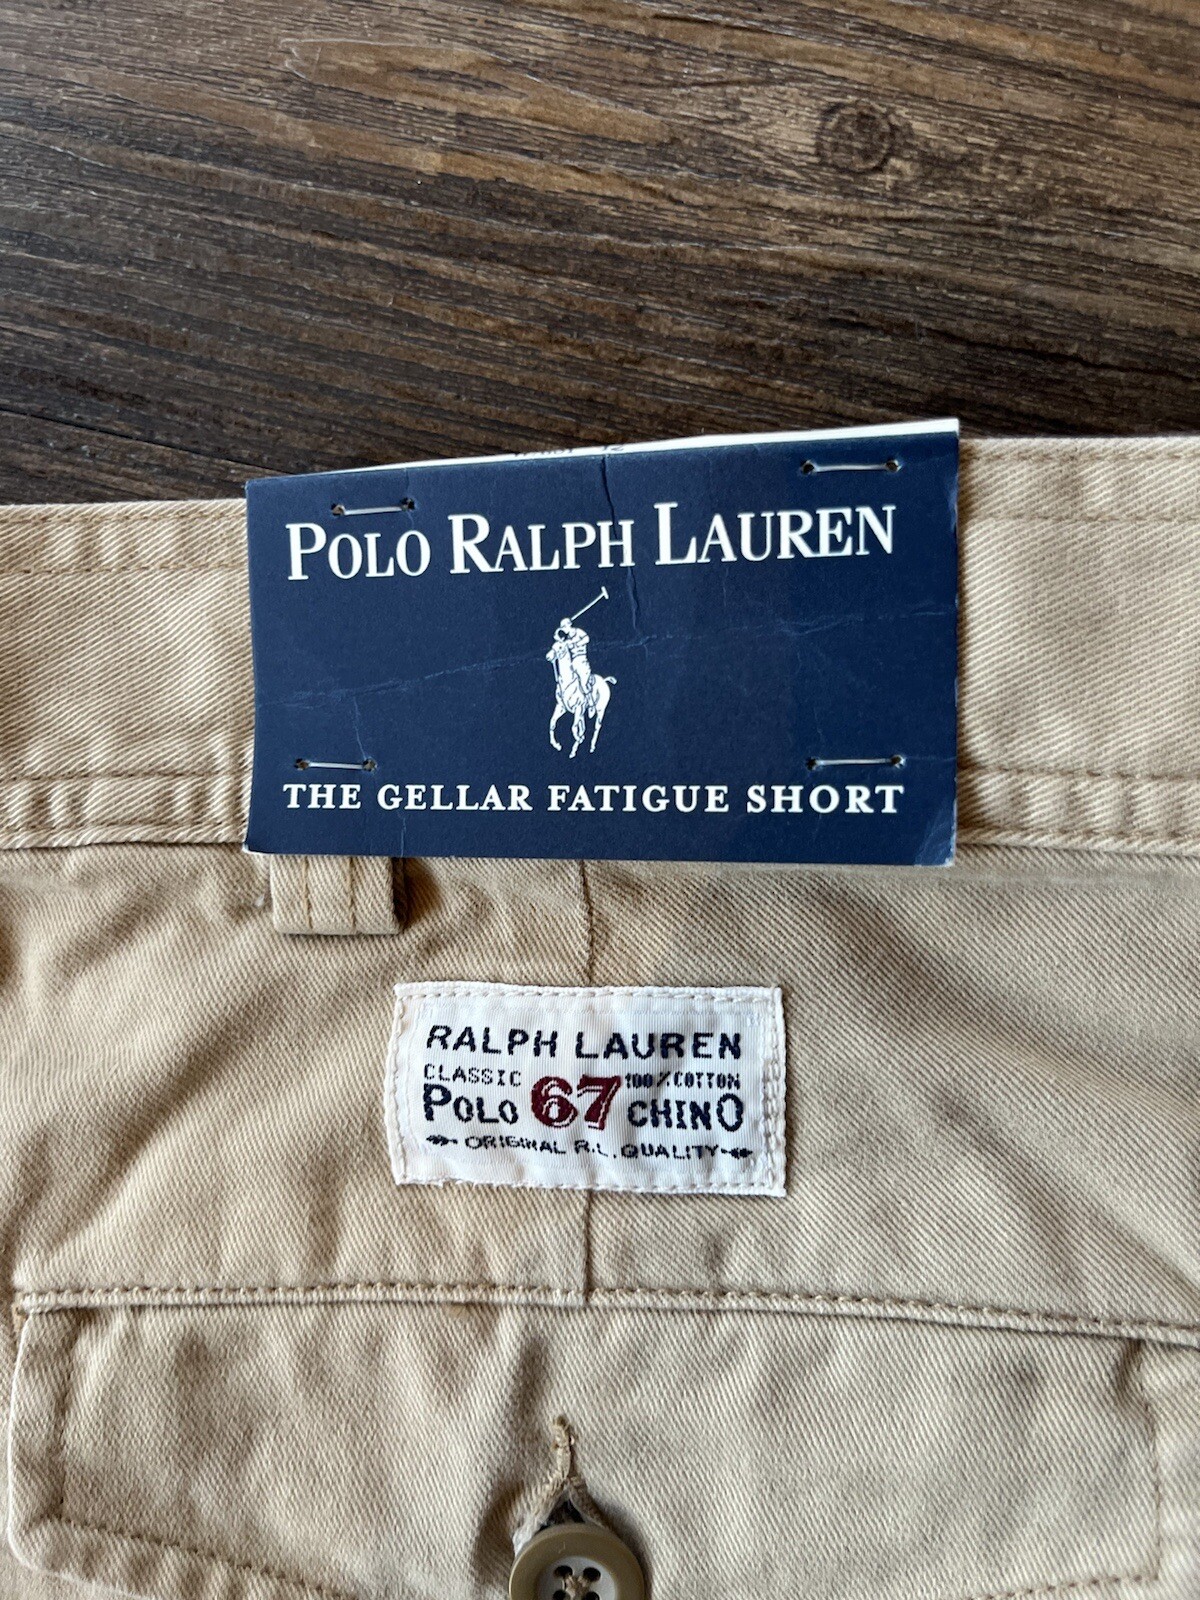 POLO RALPH LAUREN
THE GELLAR FATIGUE SHORT
RALPH LAUREN
CLASSIC 67 100% COTTON
POLO CHINO
ORIGINAL R.L. QUALITY